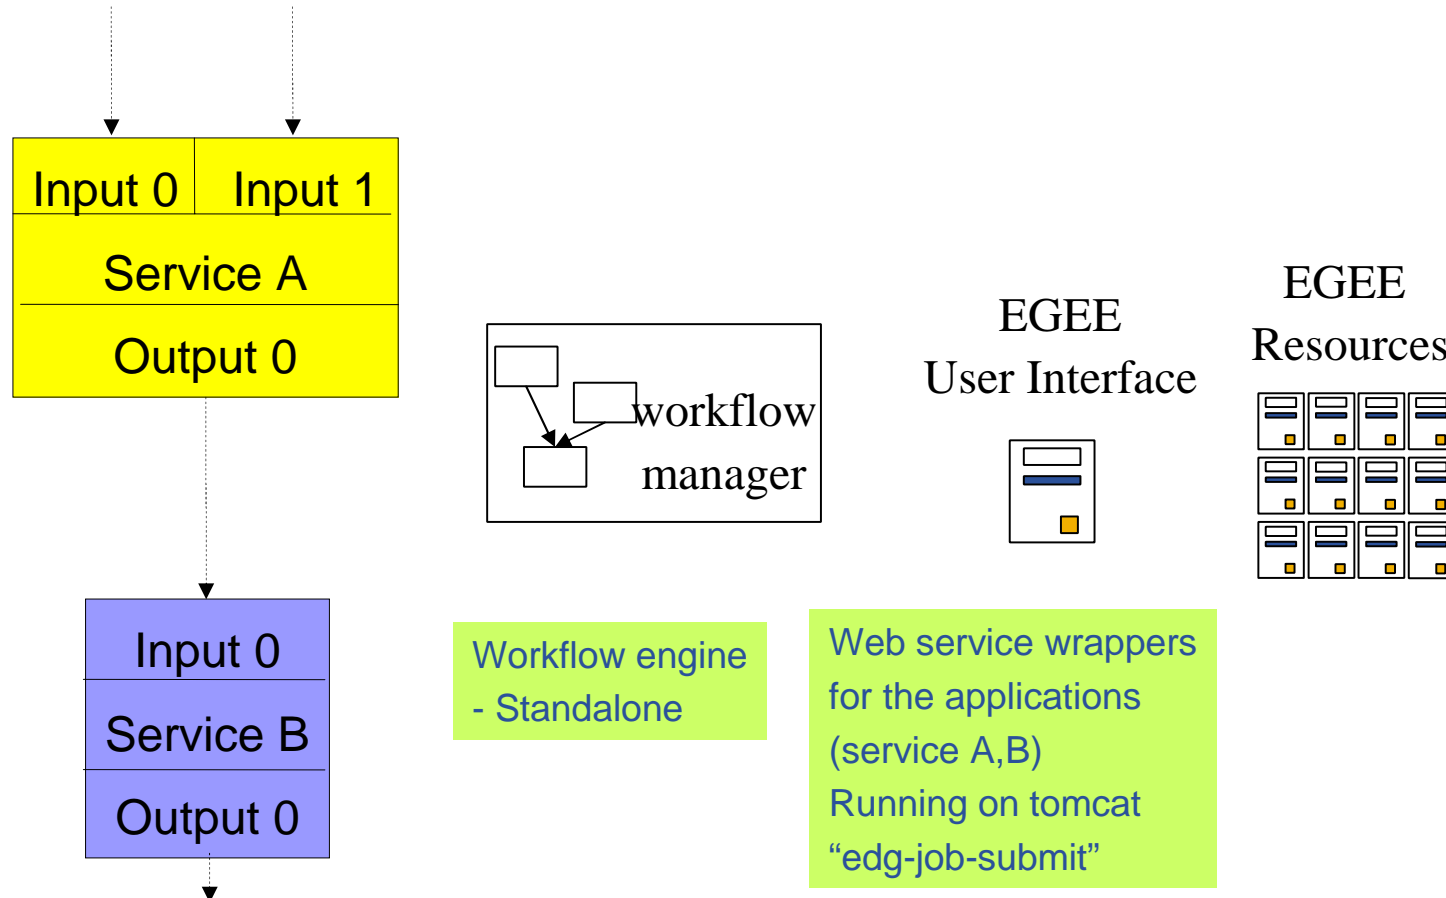 Input 0 Input 1
Service A
Output 0
Input 0
Service B
Output 0
workflow
manager
Workflow engine
- Standalone
EGEE
User Interface
Web service wrappers
for the applications
(service A,B)
Running on tomcat
“edg-job-submit”
EGEE
Resources